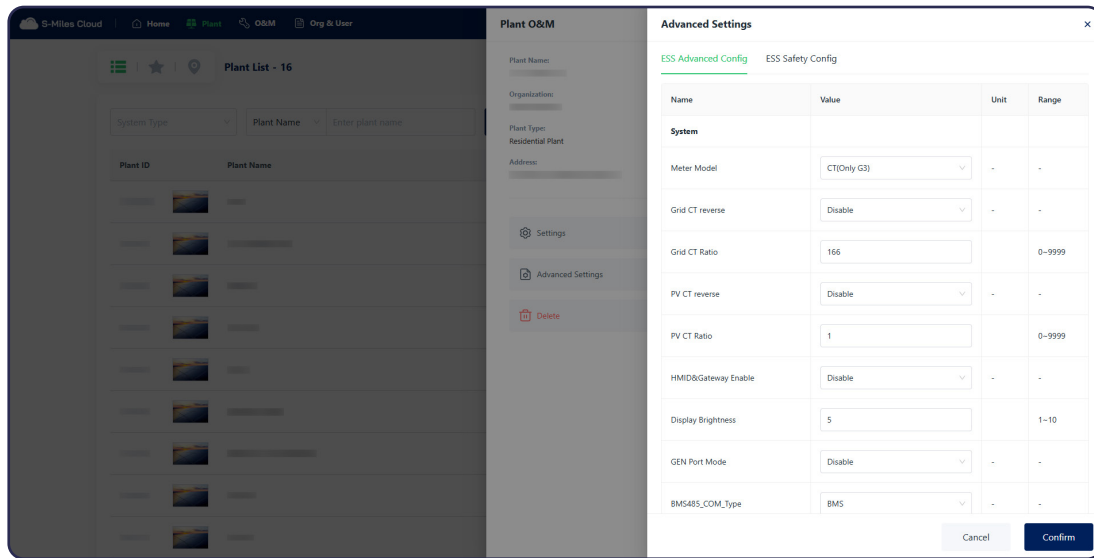 S-Miles Cloud Home Plant O&M Org & User
Plant List - 16
System Type Plant Name Enter plant name
Plant ID Plant Name
Plant O&M
Plant Name:
Organization:
Plant Type:
Residential Plant
Address:
Settings
Advanced Settings
Delete
Advanced Settings
ESS Advanced Config ESS Safety Config
Name Value Unit Range
System
Meter Model CT(Only G3) - -
Grid CT reverse Disable - -
Grid CT Ratio 166 0~9999
PV CT reverse Disable - -
PV CT Ratio 1 0~9999
HMID&Gateway Enable Disable - -
Display Brightness 5 1~10
GEN Port Mode Disable - -
BMS485_COM_Type BMS - -
Cancel Confirm